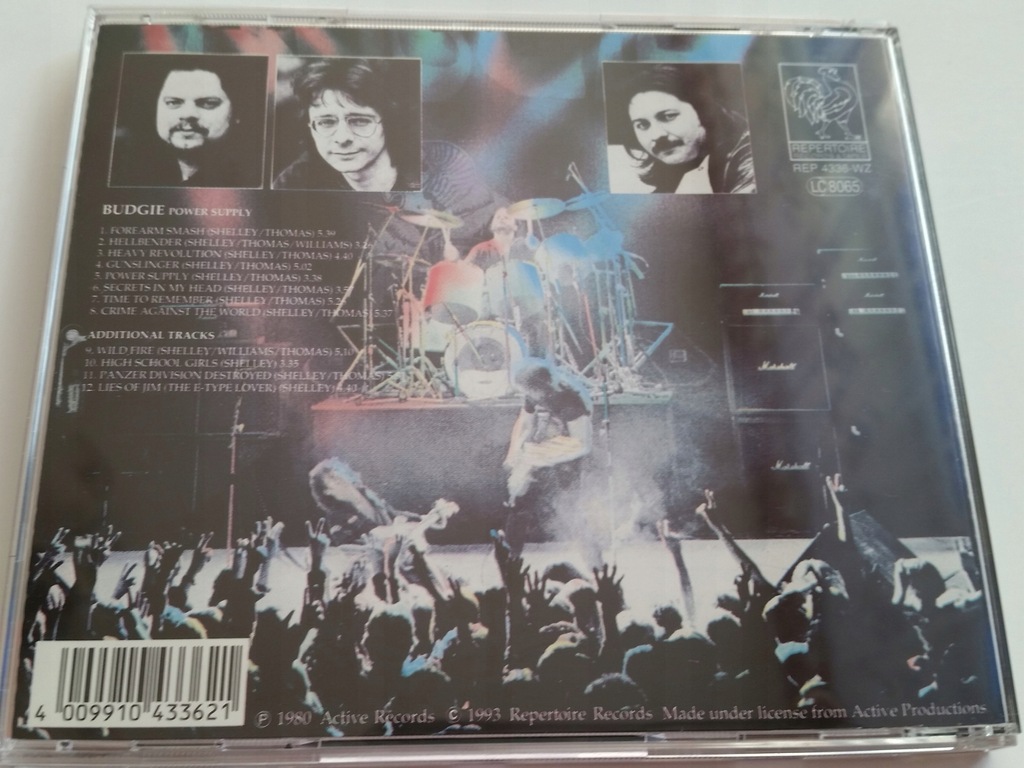 REPERTOIRE
REP 4336-WZ
LC 8065
BUDGIE POWER SUPPLY
1. FOREARM SMASH (SHELLEY/THOMAS) 5.39
2. HELLBENDER (SHELLEY/THOMAS/WILLIAMS)
3. HEAVY REVOLUTION (SHELLEY/THOMAS) 4.40
4. GUNSLINGER (SHELLEY/THOMAS) 5.02
5. POWER SUPPLY (SHELLEY/THOMAS) 3.38
6. SECRETS IN MY HEAD (SHELLEY/THOMAS)
7. TIME TO REMEMBER (SHELLEY/THOMAS)
8. CRIME AGAINST THE WORLD (SHELLEY/THOMAS) 5.37
ADDITIONAL TRACKS
9. WILD FIRE (SHELLEY/WILLIAMS/THOMAS) 5.10
10. HIGH SCHOOL GIRLS (SHELLEY) 3.35
11. PANZER DIVISION DESTROYED (SHELLEY/THOMAS)
12. LIES OF JIM (THE E-TYPE LOVER) (SHELLEY) 4.40
Marshall
Marshall
4 009910 433621
℗ 1980 Active Records © 1993 Repertoire Records Made under license from Active Productions